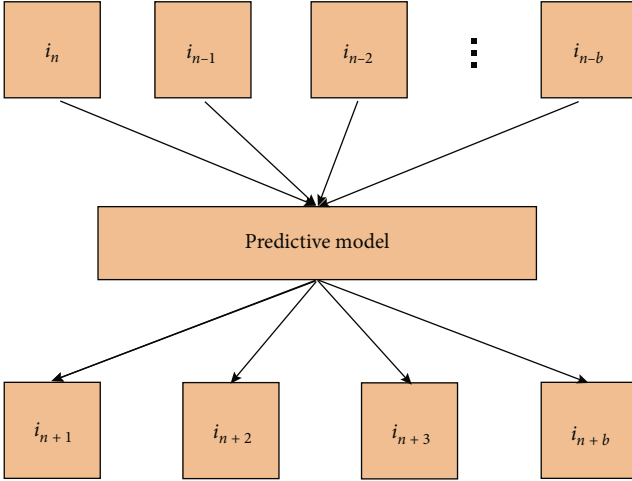 i_n i_{n–1} i_{n–2} ⋮ i_{n–b}
Predictive model
i_{n + 1} i_{n + 2} i_{n + 3} i_{n + b}